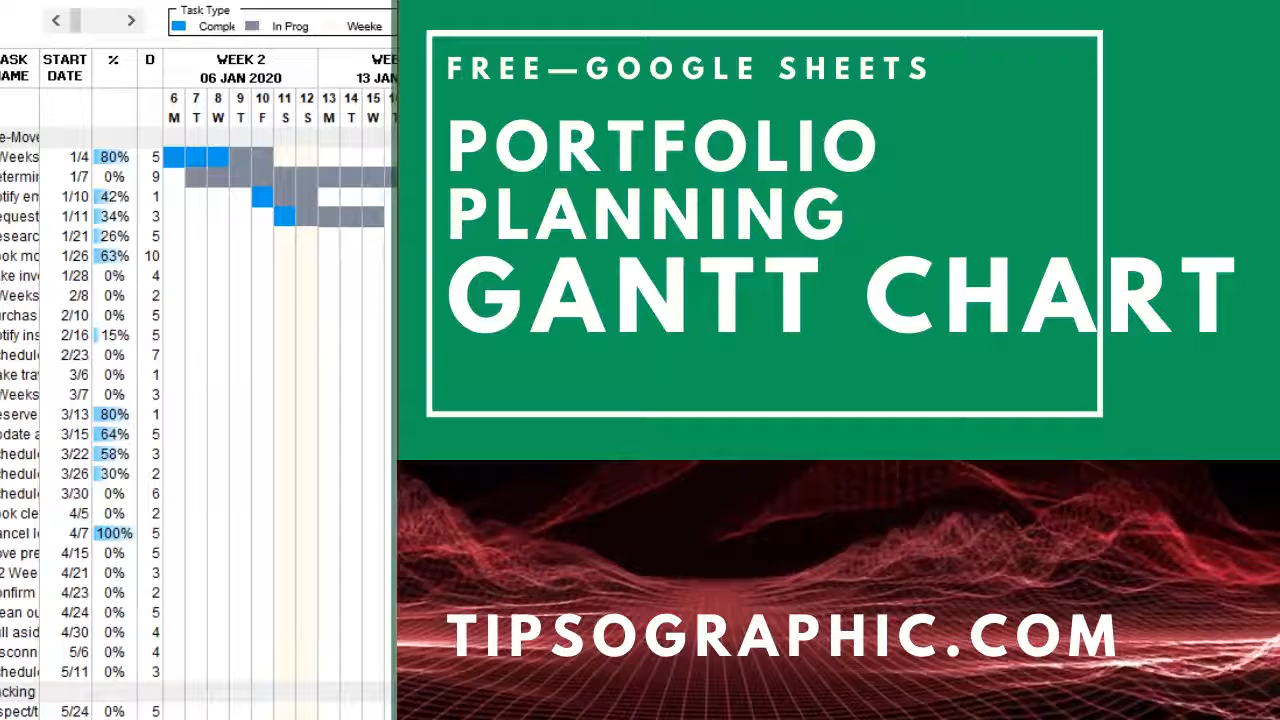 Task Type
In Prog
START
% D WEEK 2
DATE 06 JAN 2020 13 JAN
6 7 8 9 10 11 12 13 14 15
M T W T F S S M T W
Weeks 1/4 80% 5
1/7 0% 9
1/10 42% 1
1/11 34% 3
1/21 26% 5
1/26 63% 10
1/28 0% 4
Weeks 2/8 0% 2
2/10 0% 5
2/16 15% 5
2/23 0% 7
3/6 0% 1
Weeks 3/7 0% 3
3/13 80% 1
3/15 64% 5
3/22 58% 3
3/26 30% 2
3/30 0% 6
4/5 0% 2
4/7 100% 5
4/15 0% 5
4/21 0% 3
4/23 0% 2
4/24 0% 5
4/30 0% 4
5/6 0% 4
5/11 0% 3
5/24 0% 5
FREE—GOOGLE SHEETS
PORTFOLIO
PLANNING
GANTT CHART
TIPSOGRAPHIC.COM